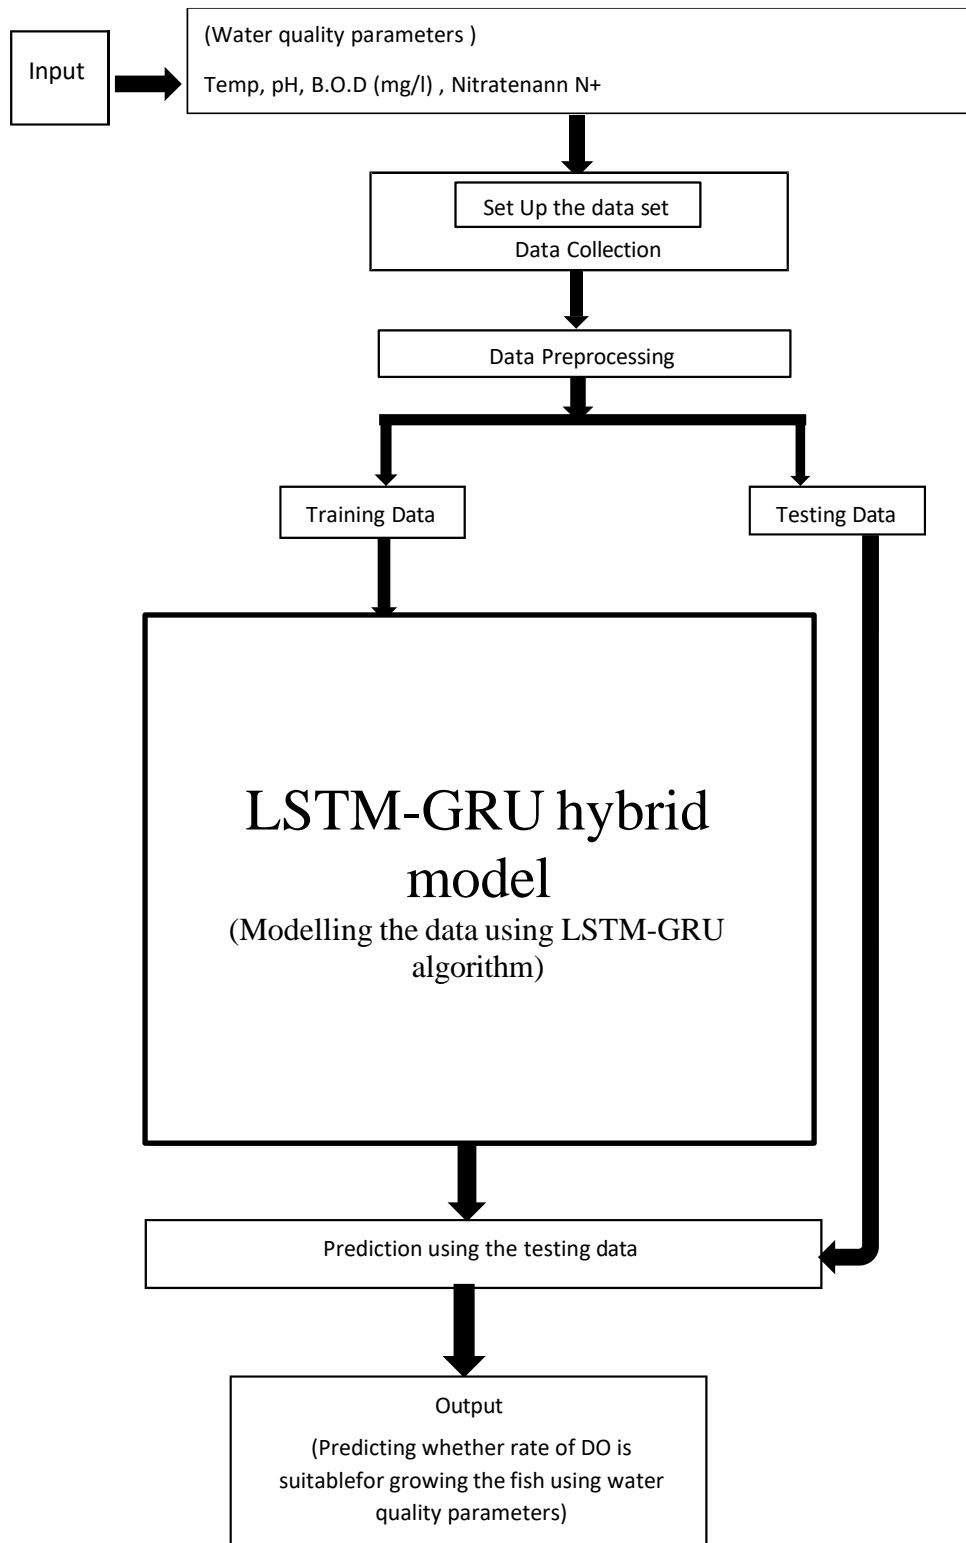 Input
(Water quality parameters )
Temp, pH, B.O.D (mg/l) , Nitratenann N+
Set Up the data set
Data Collection
Data Preprocessing
Training Data
Testing Data
LSTM-GRU hybrid
model
(Modelling the data using LSTM-GRU
algorithm)
Prediction using the testing data
Output
(Predicting whether rate of DO is
suitablefor growing the fish using water
quality parameters)